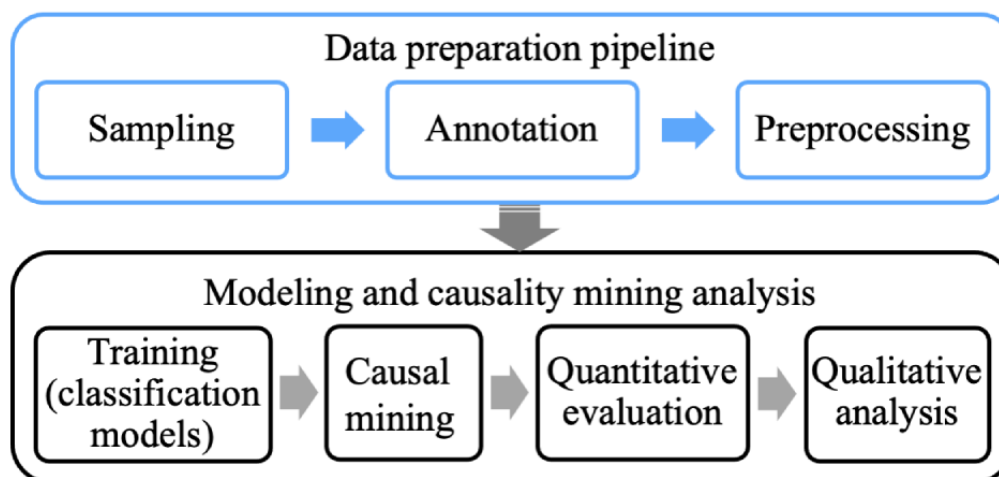 Data preparation pipeline
Sampling
Annotation
Preprocessing
Modeling and causality mining analysis
Training
(classification
models)
Causal
mining
Quantitative
evaluation
Qualitative
analysis